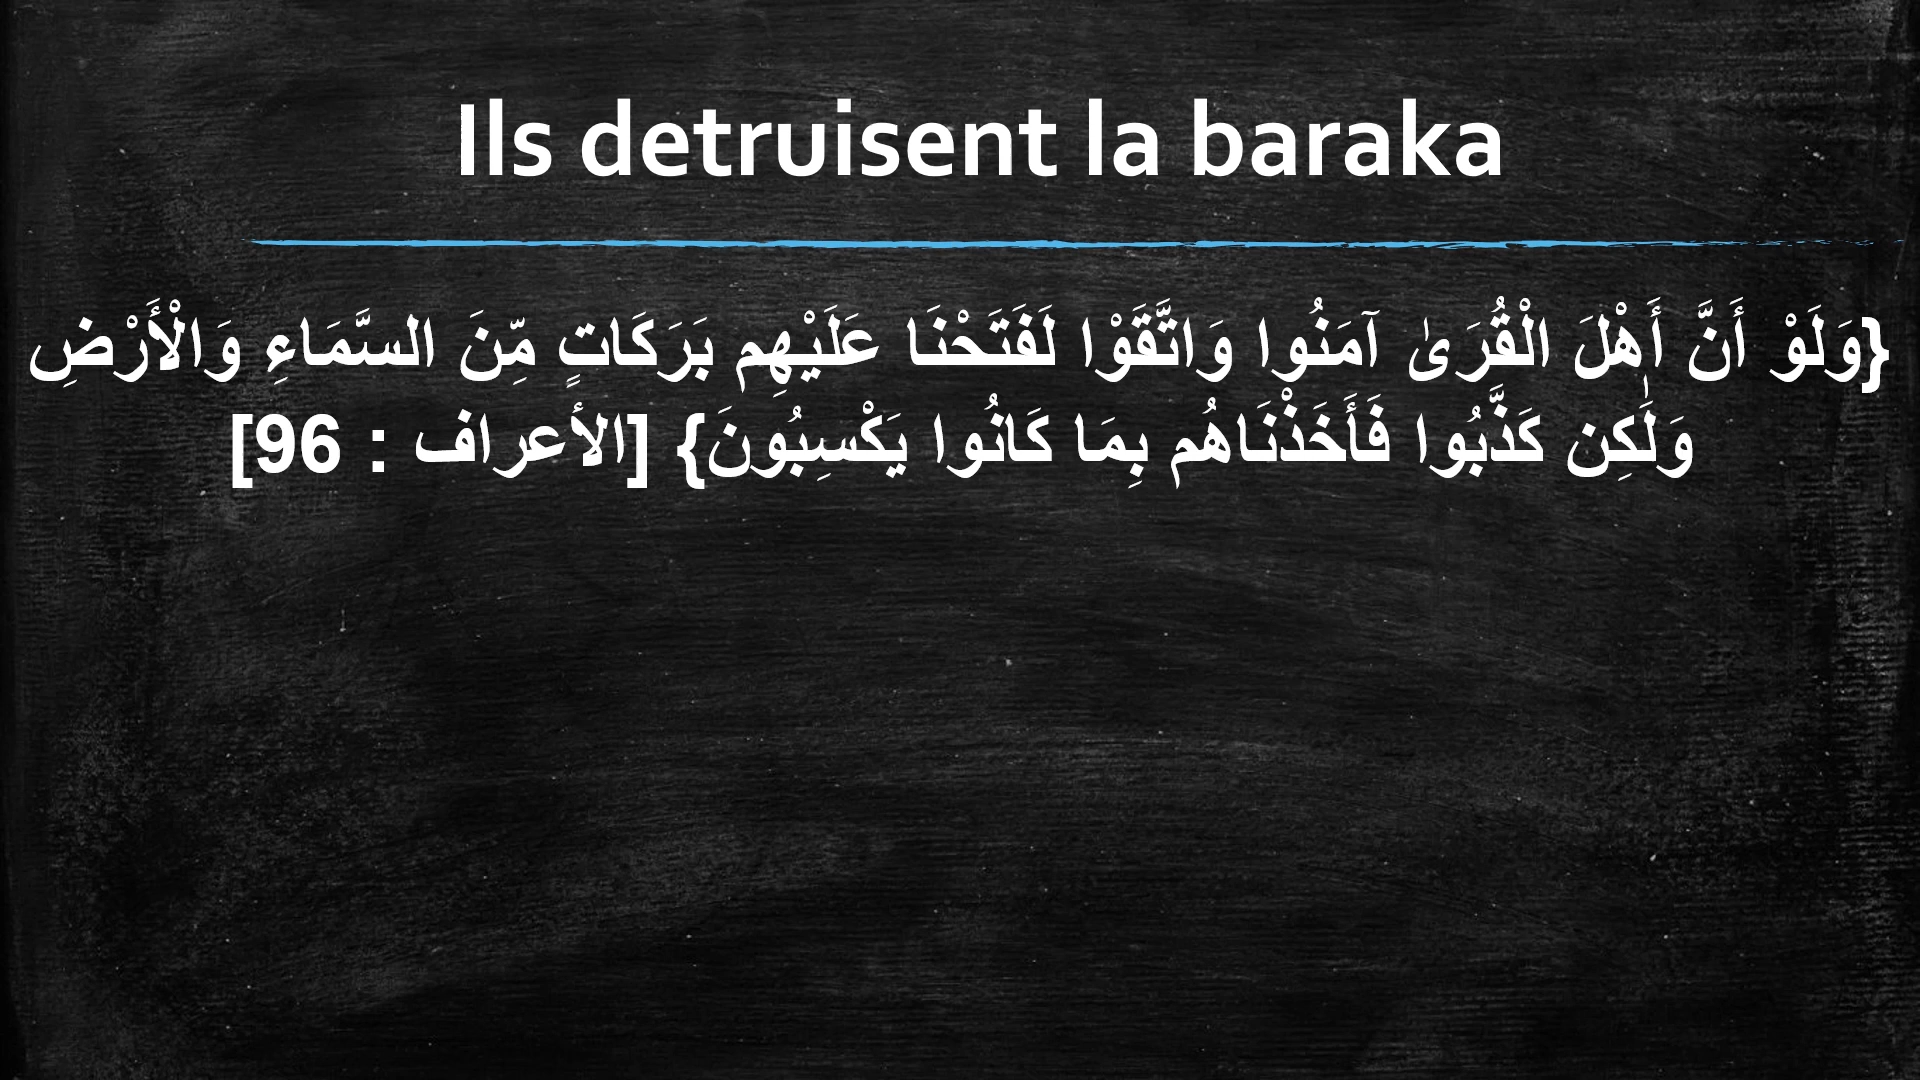 Ils detruisent la baraka
{وَلَوْ أَنَّ أَهْلَ الْقُرَىٰ آمَنُوا وَاتَّقَوْا لَفَتَحْنَا عَلَيْهِم بَرَكَاتٍ مِّنَ السَّمَاءِ وَالْأَرْضِ
وَلَٰكِن كَذَّبُوا فَأَخَذْنَاهُم بِمَا كَانُوا يَكْسِبُونَ} [الأعراف : 96]